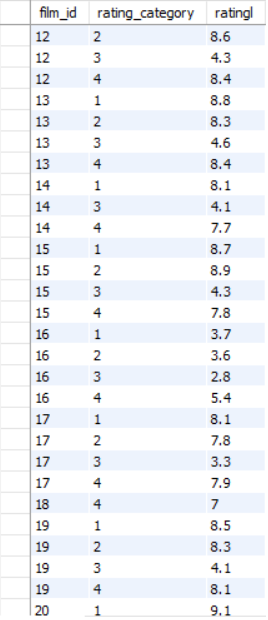 film_id rating_category ratingl
12 2 8.6
12 3 4.3
12 4 8.4
13 1 8.8
13 2 8.3
13 3 4.6
13 4 8.4
14 1 8.1
14 3 4.1
14 4 7.7
15 1 8.7
15 2 8.9
15 3 4.3
15 4 7.8
16 1 3.7
16 2 3.6
16 3 2.8
16 4 5.4
17 1 8.1
17 2 7.8
17 3 3.3
17 4 7.9
18 4 7
19 1 8.5
19 2 8.3
19 3 4.1
19 4 8.1
20 1 9.1